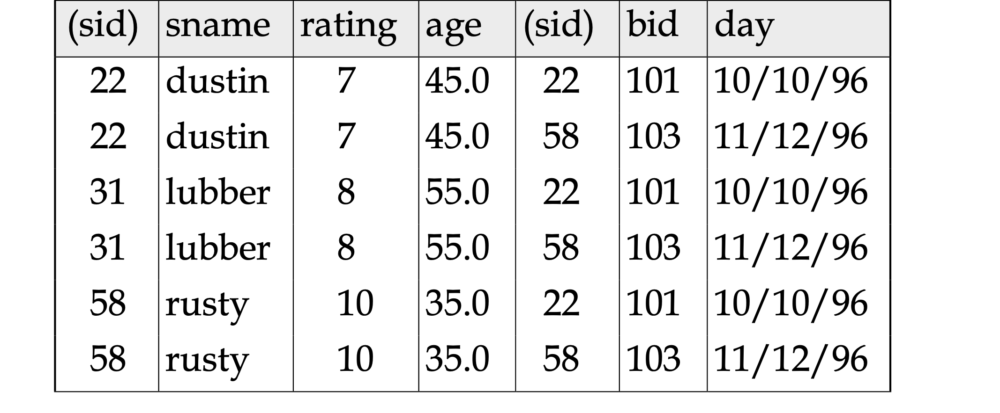 (sid) sname rating age (sid) bid day
22 dustin 7 45.0 22 101 10/10/96
22 dustin 7 45.0 58 103 11/12/96
31 lubber 8 55.0 22 101 10/10/96
31 lubber 8 55.0 58 103 11/12/96
58 rusty 10 35.0 22 101 10/10/96
58 rusty 10 35.0 58 103 11/12/96